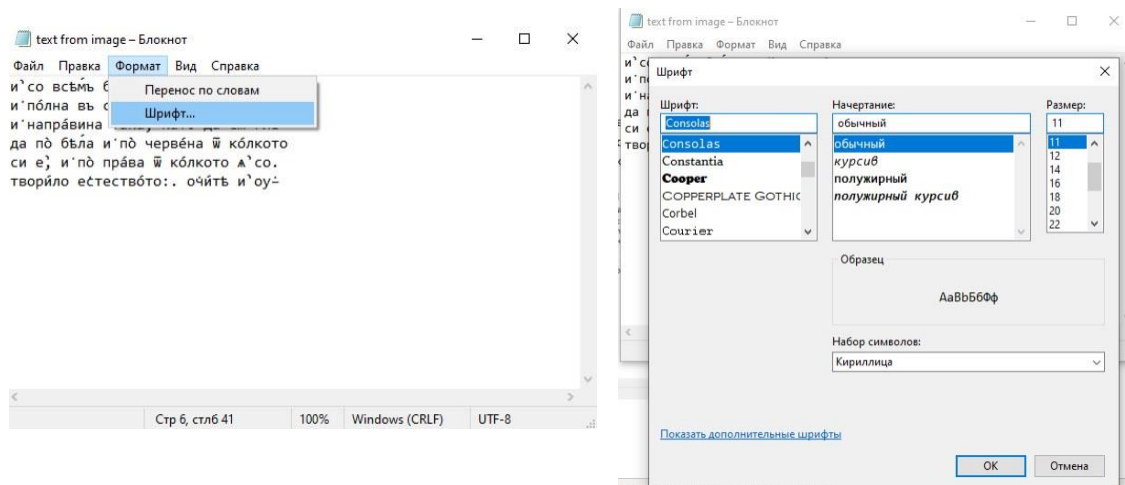 text from image – Блокнот
Файл Правка Формат Вид Справка
Перенос по словам
Шрифт...
и҆со всѣ́мъ
и҆по́лна въ
и҆напра́вина
да по̀ бѣ́ла и҆по̀ черве́на ѿ ко́лкото
си е҆̀, и҆ по̀ пра́ва ѿ ко́лкото ѧ҆̀со.
твори́ло есте́ство́то:. очи́тѣ и҆оу҆-
Стр 6, стлб 41
100%
Windows (CRLF)
UTF-8
text from image – Блокнот
Файл Правка Формат Вид Справка
Шрифт
Шрифт:
Consolas
Consolas
Constantia
Cooper
COPPERPLATE GOTHIC
Corbel
Courier
Начертание:
обычный
обычный
курсив
полужирный
полужирный курсив
Размер:
11
11
12
14
16
18
20
22
Образец
АаBbБбФф
Набор символов:
Кириллица
Показать дополнительные шрифты
OK
Отмена